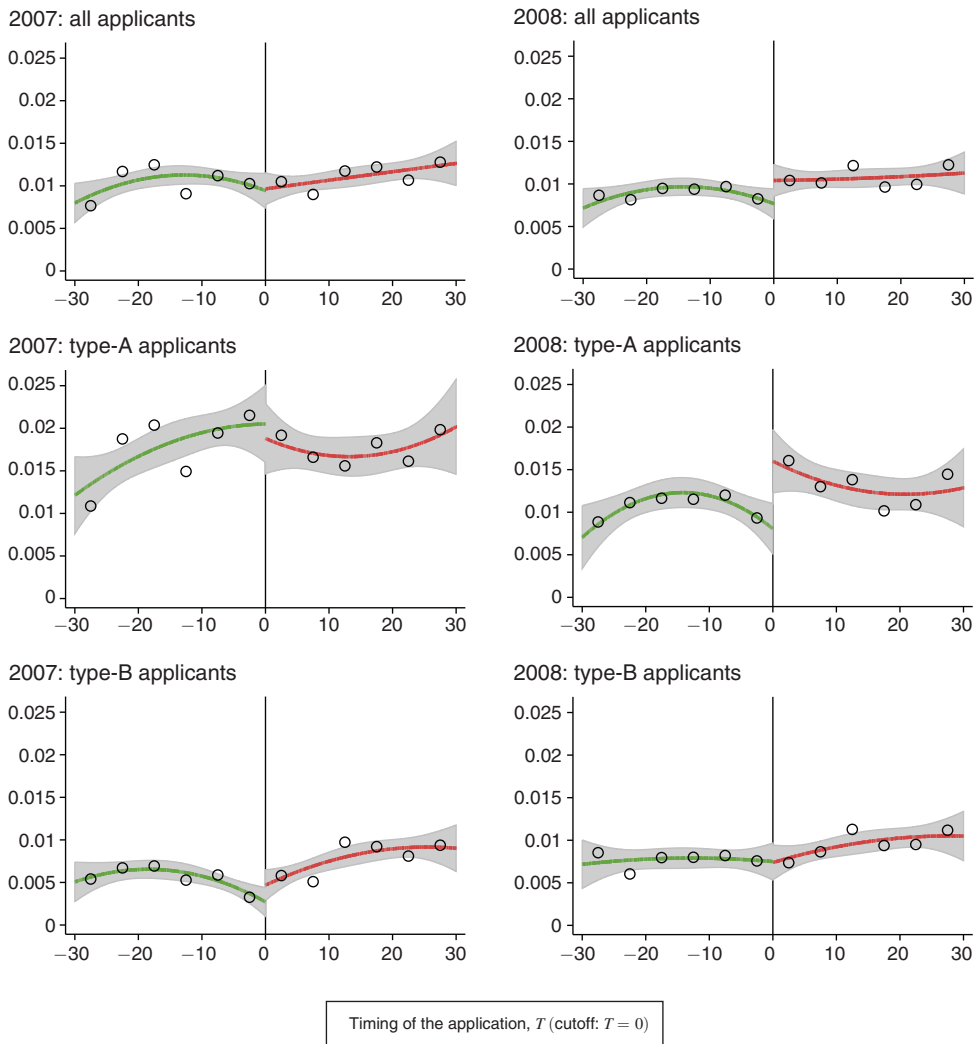 2007: all applicants
0.025
0.02
0.015
0.01
0.005
0
−30 −20 −10 0 10 20 30
2008: all applicants
0.025
0.02
0.015
0.01
0.005
0
−30 −20 −10 0 10 20 30
2007: type-A applicants
0.025
0.02
0.015
0.01
0.005
0
−30 −20 −10 0 10 20 30
2008: type-A applicants
0.025
0.02
0.015
0.01
0.005
0
−30 −20 −10 0 10 20 30
2007: type-B applicants
0.025
0.02
0.015
0.01
0.005
0
−30 −20 −10 0 10 20 30
2008: type-B applicants
0.025
0.02
0.015
0.01
0.005
0
−30 −20 −10 0 10 20 30
Timing of the application, T (cutoff: T = 0)